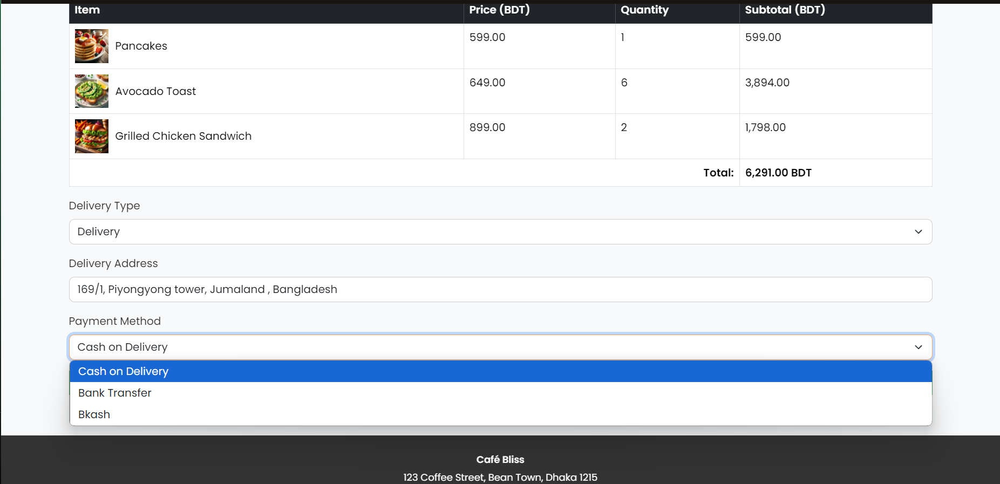 Item Price (BDT) Quantity Subtotal (BDT)
Pancakes 599.00 1 599.00
Avocado Toast 649.00 6 3,894.00
Grilled Chicken Sandwich 899.00 2 1,798.00
Total: 6,291.00 BDT
Delivery Type
Delivery
Delivery Address
169/1, Piyongyong tower, Jumaland , Bangladesh
Payment Method
Cash on Delivery
Cash on Delivery
Bank Transfer
Bkash
Café Bliss
123 Coffee Street, Bean Town, Dhaka 1215